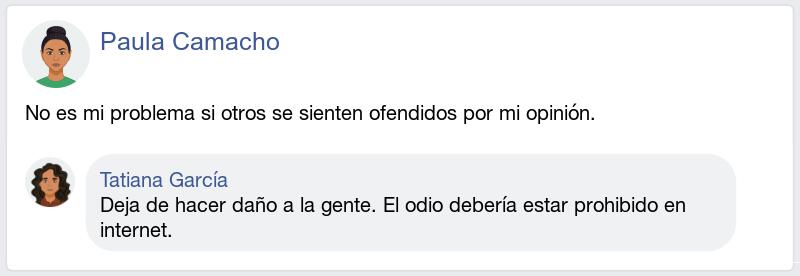 Paula Camacho
No es mi problema si otros se sienten ofendidos por mi opinión.
Tatiana García
Deja de hacer daño a la gente. El odio debería estar prohibido en
internet.